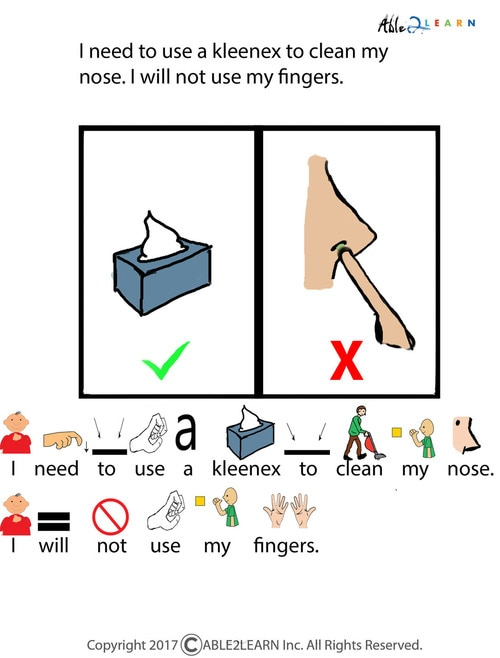 Able2LEARN
I need to use a kleenex to clean my
nose. I will not use my fingers.
X
a
I need to use a kleenex to clean my nose.
I will not use my fingers.
Copyright 2017 ©ABLE2LEARN Inc. All Rights Reserved.